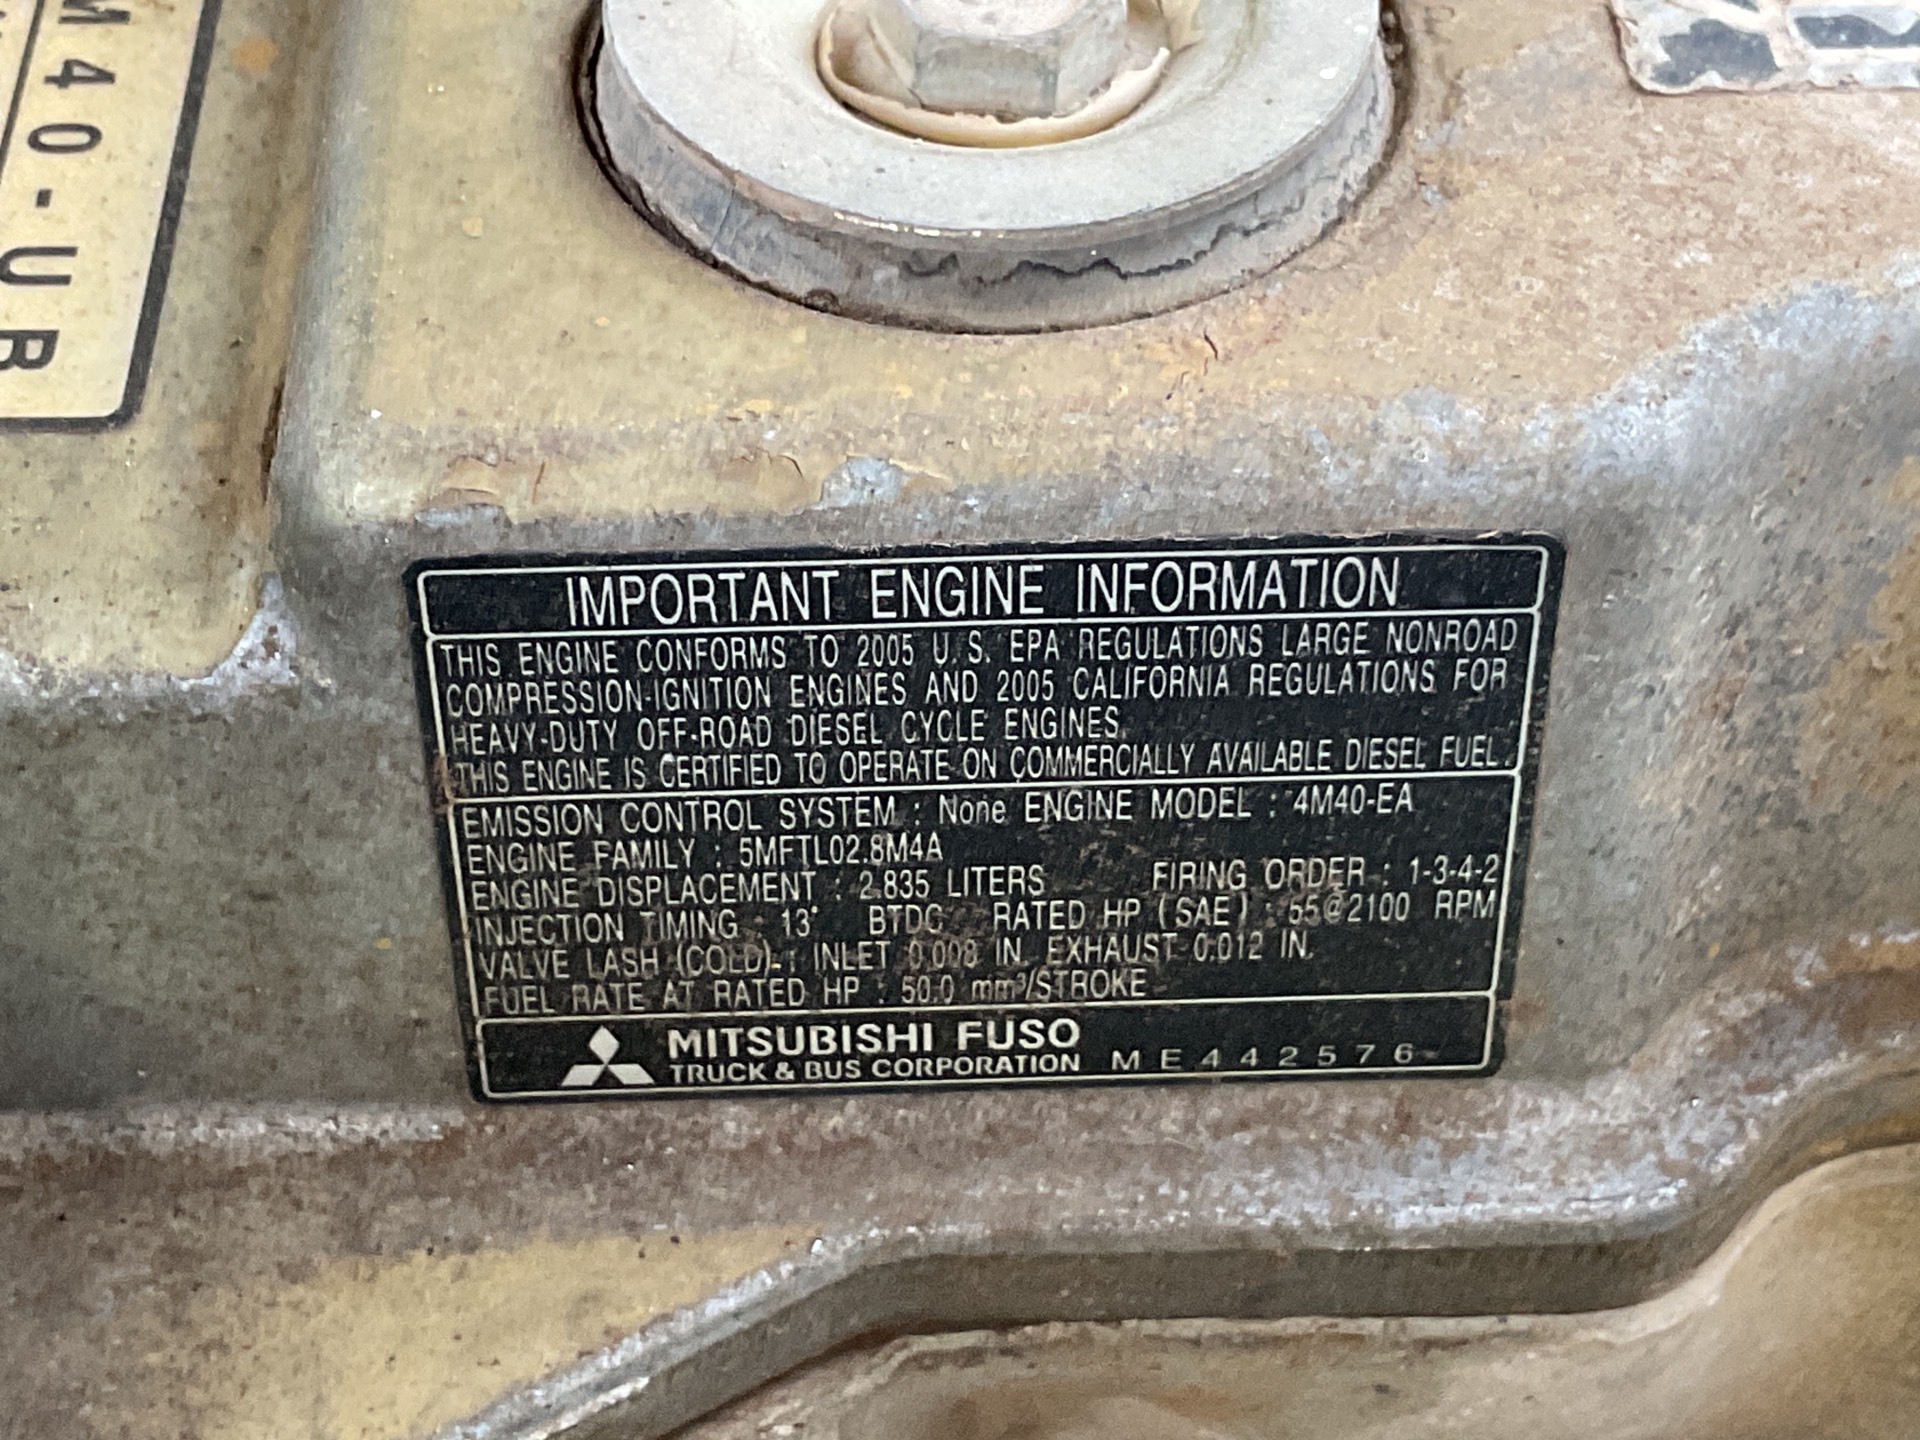 M40-UB
IMPORTANT ENGINE INFORMATION
THIS ENGINE CONFORMS TO 2005 U.S. EPA REGULATIONS LARGE NONROAD
COMPRESSION-IGNITION ENGINES AND 2005 CALIFORNIA REGULATIONS FOR
HEAVY-DUTY OFF-ROAD DIESEL CYCLE ENGINES.
THIS ENGINE IS CERTIFIED TO OPERATE ON COMMERCIALLY AVAILABLE DIESEL FUEL.
EMISSION CONTROL SYSTEM : None ENGINE MODEL : 4M40-EA
ENGINE FAMILY : 5MFTL02.8M4A
ENGINE DISPLACEMENT : 2.835 LITERS FIRING ORDER : 1-3-4-2
INJECTION TIMING : 13° BTDC RATED HP (SAE) : 55@2100 RPM
VALVE LASH (COLD) : INLET 0.008 IN. EXHAUST 0.012 IN.
FUEL RATE AT RATED HP : 50.0 mm³/STROKE
MITSUBISHI FUSO
TRUCK & BUS CORPORATION ME442576